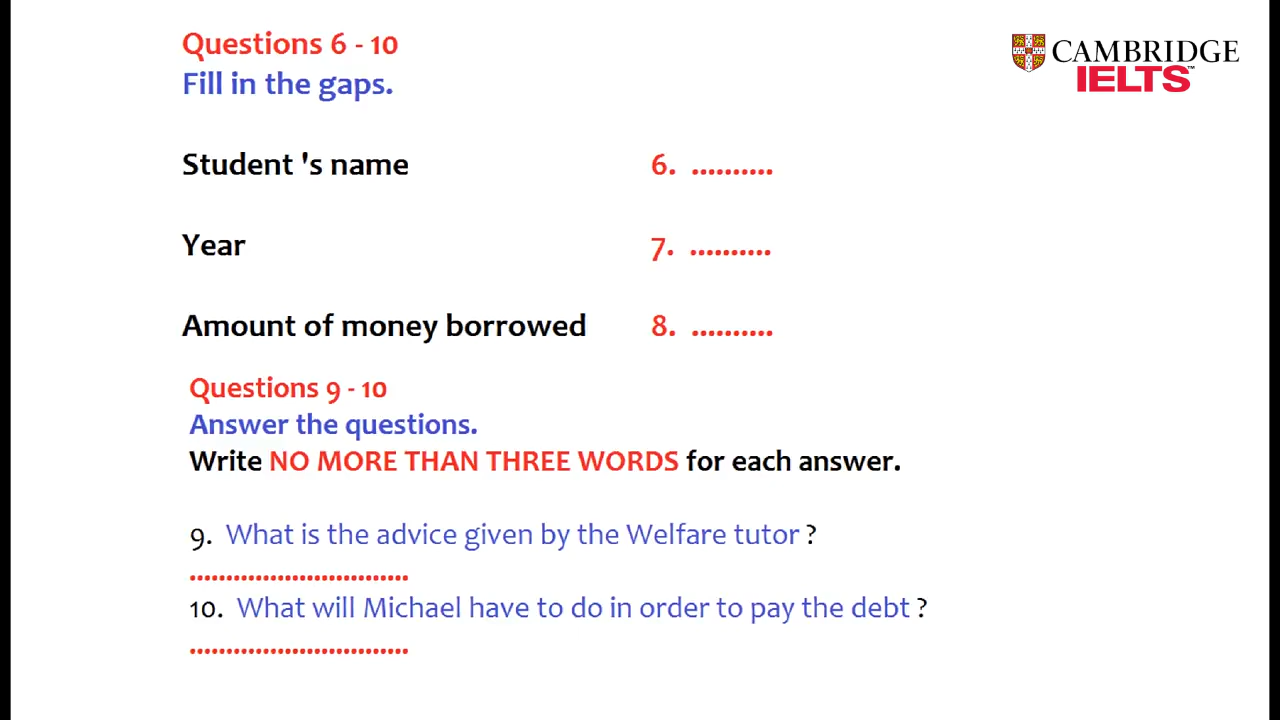 Questions 6 - 10
CAMBRIDGE
IELTS™
Fill in the gaps.
Student 's name 6. ..........
Year 7. ..........
Amount of money borrowed 8. ..........
Questions 9 - 10
Answer the questions.
Write NO MORE THAN THREE WORDS for each answer.
9. What is the advice given by the Welfare tutor ?
..............................
10. What will Michael have to do in order to pay the debt ?
..............................